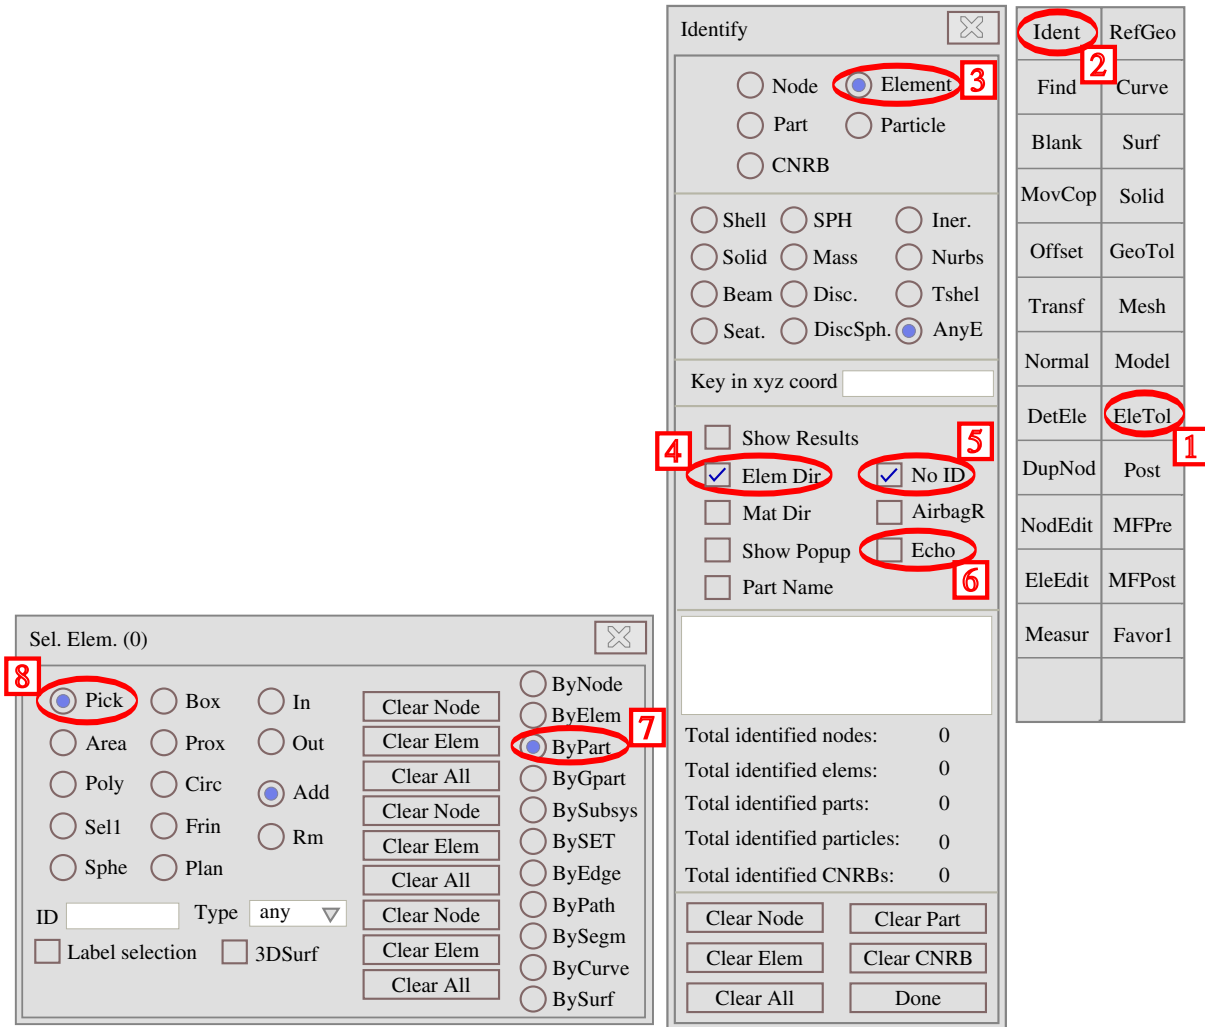 Identify
Node
Element
3
Part
Particle
CNRB
Shell
SPH
Iner.
Solid
Mass
Nurbs
Beam
Disc.
Tshel
Seat.
DiscSph.
AnyE
Key in xyz coord
Show Results
5
4
Elem Dir
No ID
Mat Dir
AirbagR
Show Popup
Echo
6
Part Name
Total identified nodes: 0
Total identified elems: 0
Total identified parts: 0
Total identified particles: 0
Total identified CNRBs: 0
Clear Node
Clear Part
Clear Elem
Clear CNRB
Clear All
Done
Ident
RefGeo
2
Find
Curve
Blank
Surf
MovCop
Solid
Offset
GeoTol
Transf
Mesh
Normal
Model
DetEle
EleTol
1
DupNod
Post
NodEdit
MFPre
EleEdit
MFPost
Measur
Favor1
Sel. Elem. (0)
8
Pick
Box
In
Area
Prox
Out
Poly
Circ
Add
Sel1
Frin
Rm
Sphe
Plan
ID
Type
any
Label selection
3DSurf
Clear Node
Clear Elem
Clear All
Clear Node
Clear Elem
Clear All
Clear Node
Clear Elem
Clear All
ByNode
ByElem
7
ByPart
ByGpart
BySubsys
BySET
ByEdge
ByPath
BySegm
ByCurve
BySurf